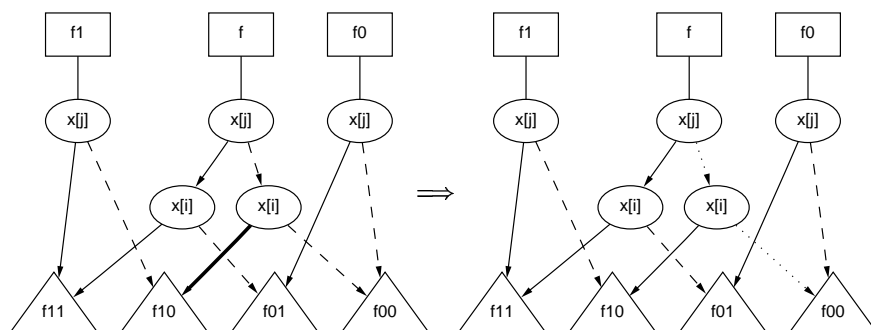 f1 f f0 f1 f f0
x[j] x[j] x[j] x[j] x[j] x[j]
x[i] x[i] ⇒ x[i] x[i]
f11 f10 f01 f00 f11 f10 f01 f00